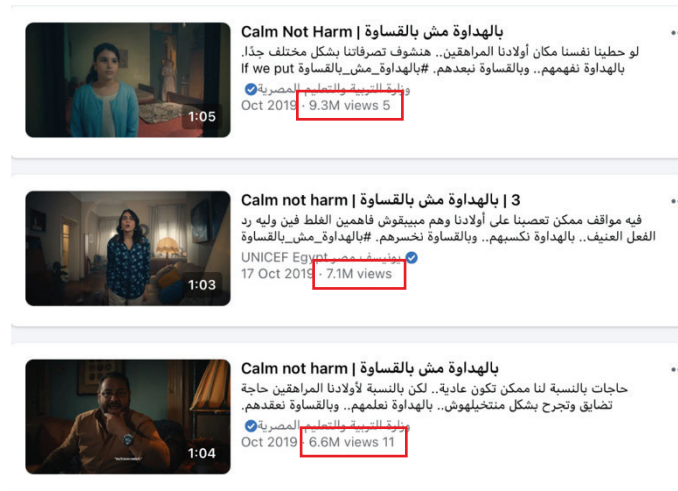 Calm Not Harm | بالهداوة مش بالقساوة
لو حطينا نفسنا مكان أولادنا المراهقين.. هنشوف تصرفاتنا بشكل مختلف جدًا.
بالهداوة نفهمهم.. وبالقساوة نبعدهم. #بالهداوة_مش_بالقساوة If we put
وزارة التربية والتعليم المصرية
Oct 2019 · 9.3M views 5
1:05
3 | بالهداوة مش بالقساوة | Calm not harm
فيه مواقف ممكن تعصبنا على أولادنا وهم مبيبقوش فاهمين الغلط فين وليه رد
الفعل العنيف.. بالهداوة نكسبهم.. وبالقساوة نخسرهم. #بالهداوة_مش_بالقساوة
UNICEF Egypt يونيسف مصر
17 Oct 2019 · 7.1M views
1:03
Calm not harm | بالهداوة مش بالقساوة
حاجات بالنسبة لنا ممكن تكون عادية.. لكن بالنسبة لأولادنا المراهقين حاجة
تضايق وتجرح بشكل منتخيلهوش.. بالهداوة نعلمهم.. وبالقساوة نعقدهم.
وزارة التربية والتعليم المصرية
Oct 2019 · 6.6M views 11
1:04